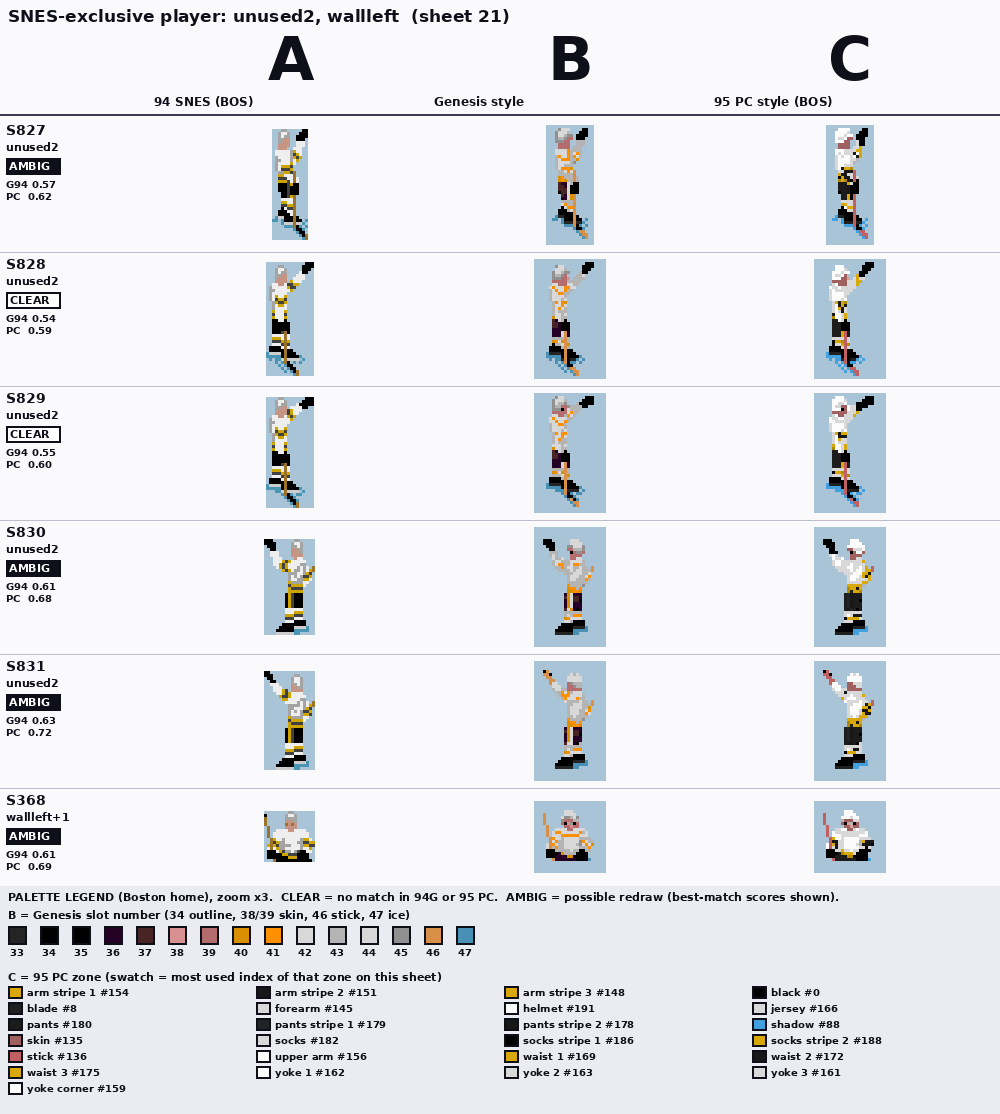 SNES-exclusive player: unused2, wallleft  (sheet 21)
A B C
94 SNES (BOS) Genesis style 95 PC style (BOS)
S827
unused2
AMBIG
G94 0.57
PC 0.62
S828
unused2
CLEAR
G94 0.54
PC 0.59
S829
unused2
CLEAR
G94 0.55
PC 0.60
S830
unused2
AMBIG
G94 0.61
PC 0.68
S831
unused2
AMBIG
G94 0.63
PC 0.72
S368
wallleft+1
AMBIG
G94 0.61
PC 0.69
PALETTE LEGEND (Boston home), zoom x3.  CLEAR = no match in 94G or 95 PC.  AMBIG = possible redraw (best-match scores shown).
B = Genesis slot number (34 outline, 38/39 skin, 46 stick, 47 ice)
33 34 35 36 37 38 39 40 41 42 43 44 45 46 47
C = 95 PC zone (swatch = most used index of that zone on this sheet)
arm stripe 1 #154 arm stripe 2 #151 arm stripe 3 #148 black #0
blade #8 forearm #145 helmet #191 jersey #166
pants #180 pants stripe 1 #179 pants stripe 2 #178 shadow #88
skin #135 socks #182 socks stripe 1 #186 socks stripe 2 #188
stick #136 upper arm #156 waist 1 #169 waist 2 #172
waist 3 #175 yoke 1 #162 yoke 2 #163 yoke 3 #161
yoke corner #159